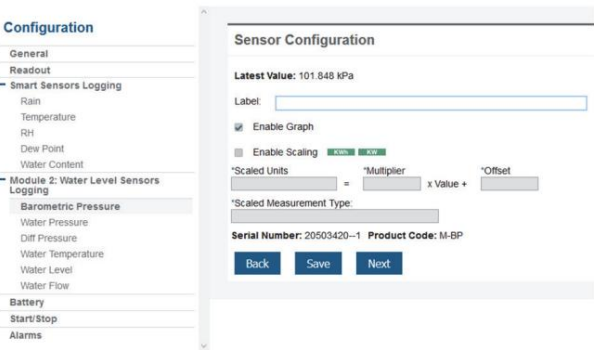 Configuration
General
Readout
Smart Sensors Logging
Rain
Temperature
RH
Dew Point
Water Content
Module 2: Water Level Sensors
Logging
Barometric Pressure
Water Pressure
Diff Pressure
Water Temperature
Water Level
Water Flow
Battery
Start/Stop
Alarms
Sensor Configuration
Latest Value: 101.848 kPa
Label:
Enable Graph
Enable Scaling KWh KW
*Scaled Units *Multiplier *Offset
= x Value +
*Scaled Measurement Type:
Serial Number: 20503420--1 Product Code: M-BP
Back Save Next